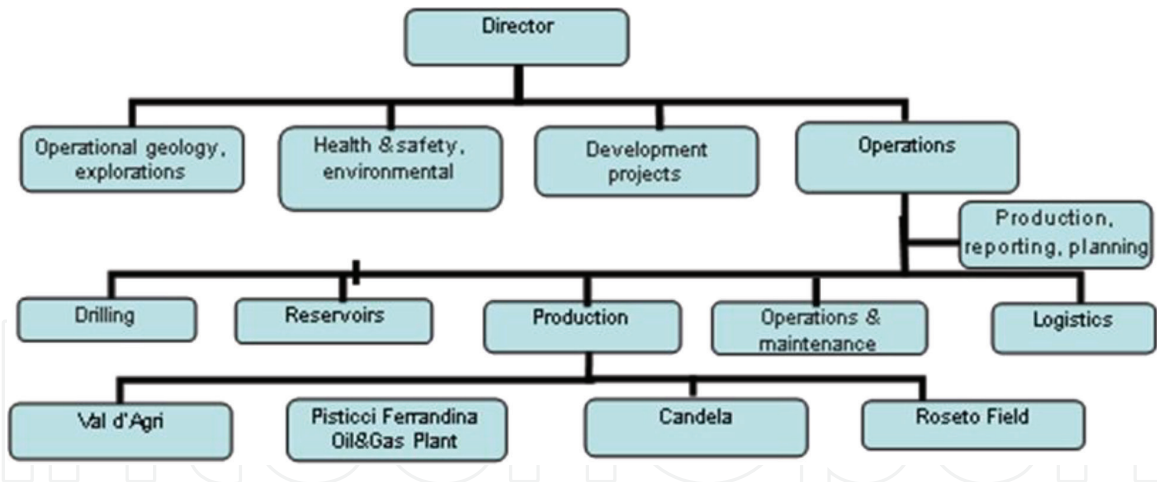 Director
Operational geology,
explorations
Health & safety,
environmental
Development
projects
Operations
Production,
reporting, planning
Drilling
Reservoirs
Production
Operations &
maintenance
Logistics
Val d'Agri
Pisticci Ferrandina
Oil&Gas Plant
Candela
Roseto Field